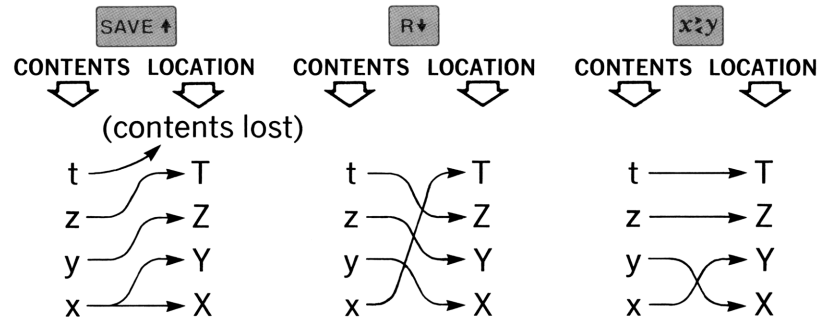 SAVE ↑ R↓ x≷y
CONTENTS LOCATION CONTENTS LOCATION CONTENTS LOCATION
(contents lost)
t T t T t T
z Z z Z z Z
y Y y Y y Y
x X x X x X